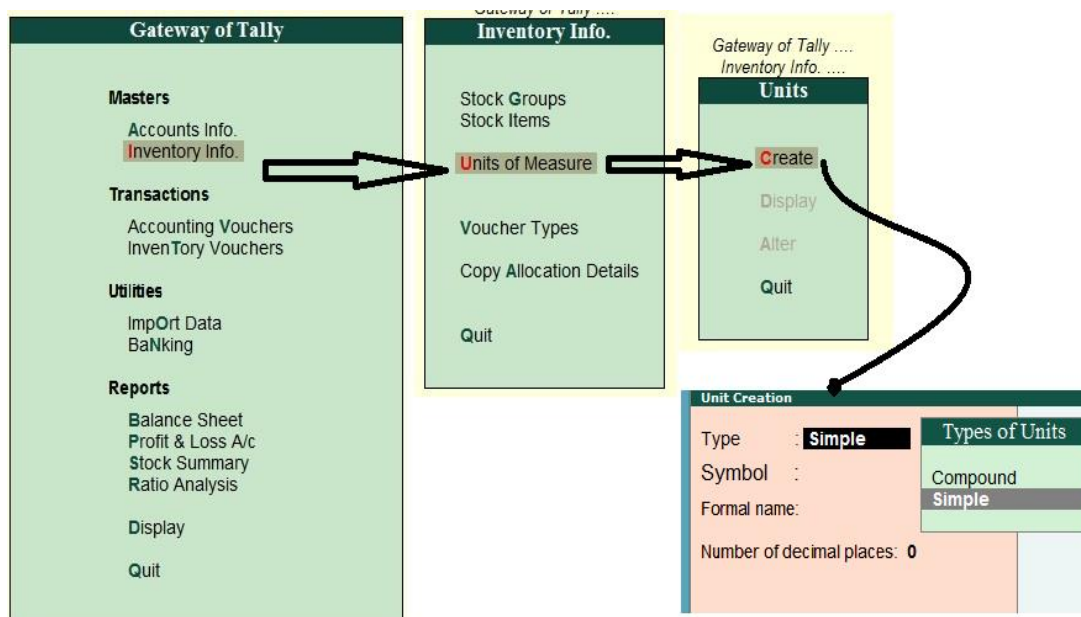 Gateway of Tally
Masters
Accounts Info.
Inventory Info.
Transactions
Accounting Vouchers
InvenTory Vouchers
Utilities
ImpOrt Data
BaNking
Reports
Balance Sheet
Profit & Loss A/c
Stock Summary
Ratio Analysis
Display
Quit
Gateway of Tally ....
Inventory Info.
Stock Groups
Stock Items
Units of Measure
Voucher Types
Copy Allocation Details
Quit
Gateway of Tally ....
Inventory Info. ....
Units
Create
Display
Alter
Quit
Unit Creation
Type : Simple
Symbol :
Formal name:
Number of decimal places: 0
Types of Units
Compound
Simple